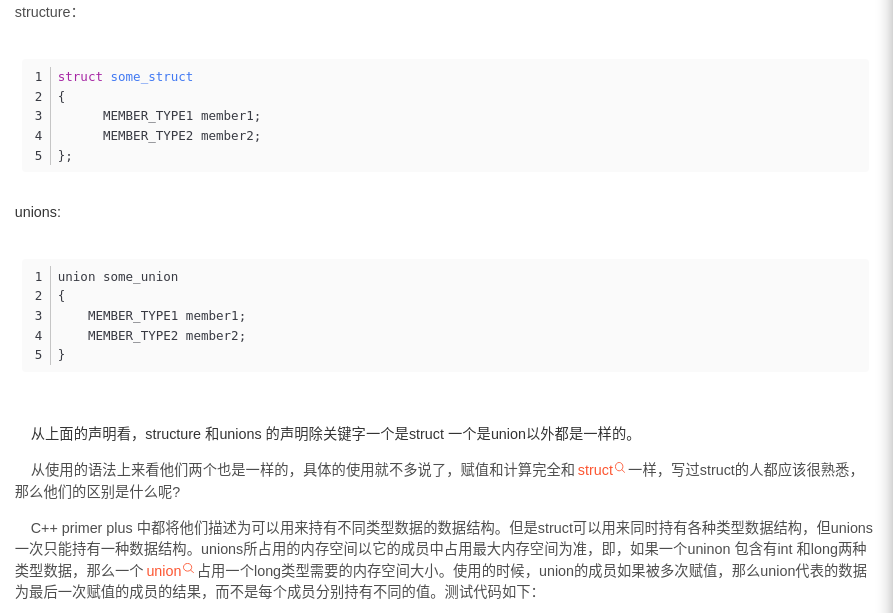 structure：
1 struct some_struct
2 {
3       MEMBER_TYPE1 member1;
4       MEMBER_TYPE2 member2;
5 };
unions:
1 union some_union
2 {
3     MEMBER_TYPE1 member1;
4     MEMBER_TYPE2 member2;
5 }
从上面的声明看，structure 和unions 的声明除关键字一个是struct 一个是union以外都是一样的。
从使用的语法上来看他们两个也是一样的，具体的使用就不多说了，赋值和计算完全和 struct 一样，写过struct的人都应该很熟悉，
那么他们的区别是什么呢?
C++ primer plus 中都将他们描述为可以用来持有不同类型数据的数据结构。但是struct可以用来同时持有各种类型数据结构，但unions
一次只能持有一种数据结构。unions所占用的内存空间以它的成员中占用最大内存空间为准，即，如果一个uninon 包含有int 和long两种
类型数据，那么一个 union 占用一个long类型需要的内存空间大小。使用的时候，union的成员如果被多次赋值，那么union代表的数据
为最后一次赋值的成员的结果，而不是每个成员分别持有不同的值。测试代码如下：